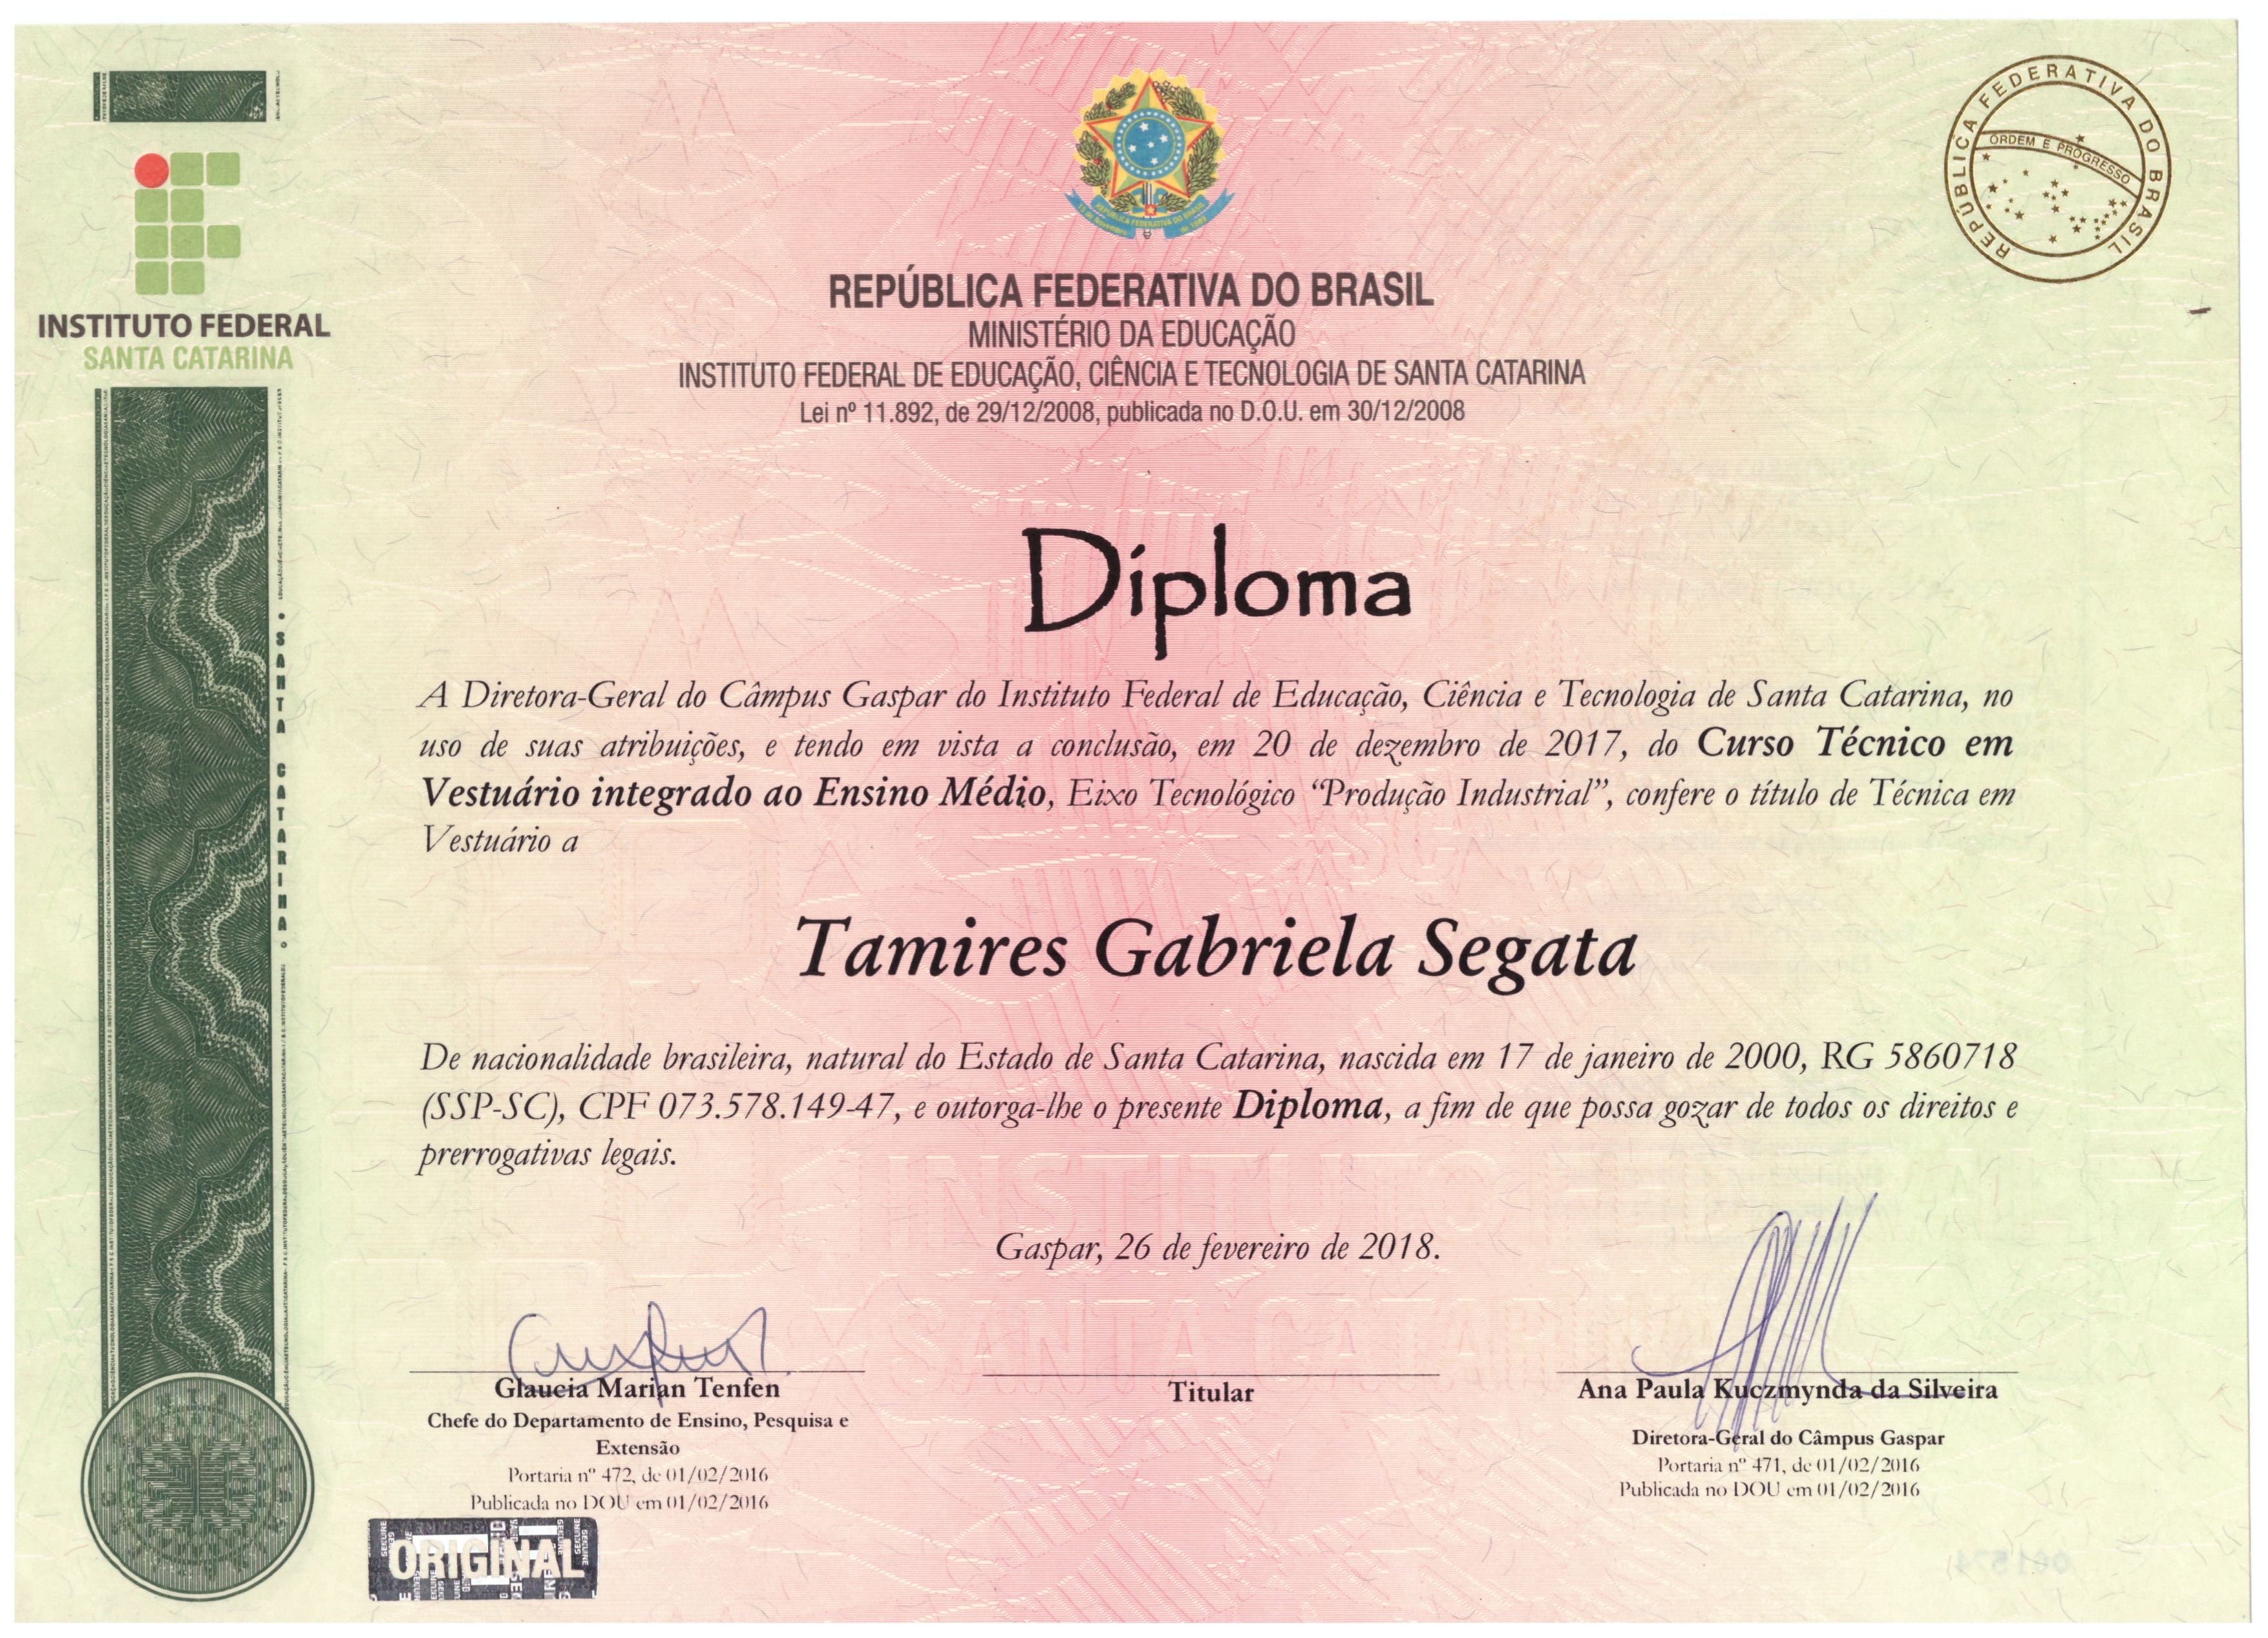 REPÚBLICA FEDERATIVA DO BRASIL
ORDEM E PROGRESSO
INSTITUTO FEDERAL
SANTA CATARINA
REPÚBLICA FEDERATIVA DO BRASIL
MINISTÉRIO DA EDUCAÇÃO
INSTITUTO FEDERAL DE EDUCAÇÃO, CIÊNCIA E TECNOLOGIA DE SANTA CATARINA
Lei nº 11.892, de 29/12/2008, publicada no D.O.U. em 30/12/2008
Diploma
A Diretora-Geral do Câmpus Gaspar do Instituto Federal de Educação, Ciência e Tecnologia de Santa Catarina, no
uso de suas atribuições, e tendo em vista a conclusão, em 20 de dezembro de 2017, do Curso Técnico em
Vestuário integrado ao Ensino Médio, Eixo Tecnológico “Produção Industrial”, confere o título de Técnica em
Vestuário a
Tamires Gabriela Segata
De nacionalidade brasileira, natural do Estado de Santa Catarina, nascida em 17 de janeiro de 2000, RG 5860718
(SSP-SC), CPF 073.578.149-47, e outorga-lhe o presente Diploma, a fim de que possa gozar de todos os direitos e
prerrogativas legais.
Gaspar, 26 de fevereiro de 2018.
Glaucia Marian Tenfen
Chefe do Departamento de Ensino, Pesquisa e
Extensão
Portaria nº 472, de 01/02/2016
Publicada no DOU em 01/02/2016
Titular
Ana Paula Kuczmynda da Silveira
Diretora-Geral do Câmpus Gaspar
Portaria nº 471, de 01/02/2016
Publicada no DOU em 01/02/2016
• SANTA CATARINA •
ORIGINAL